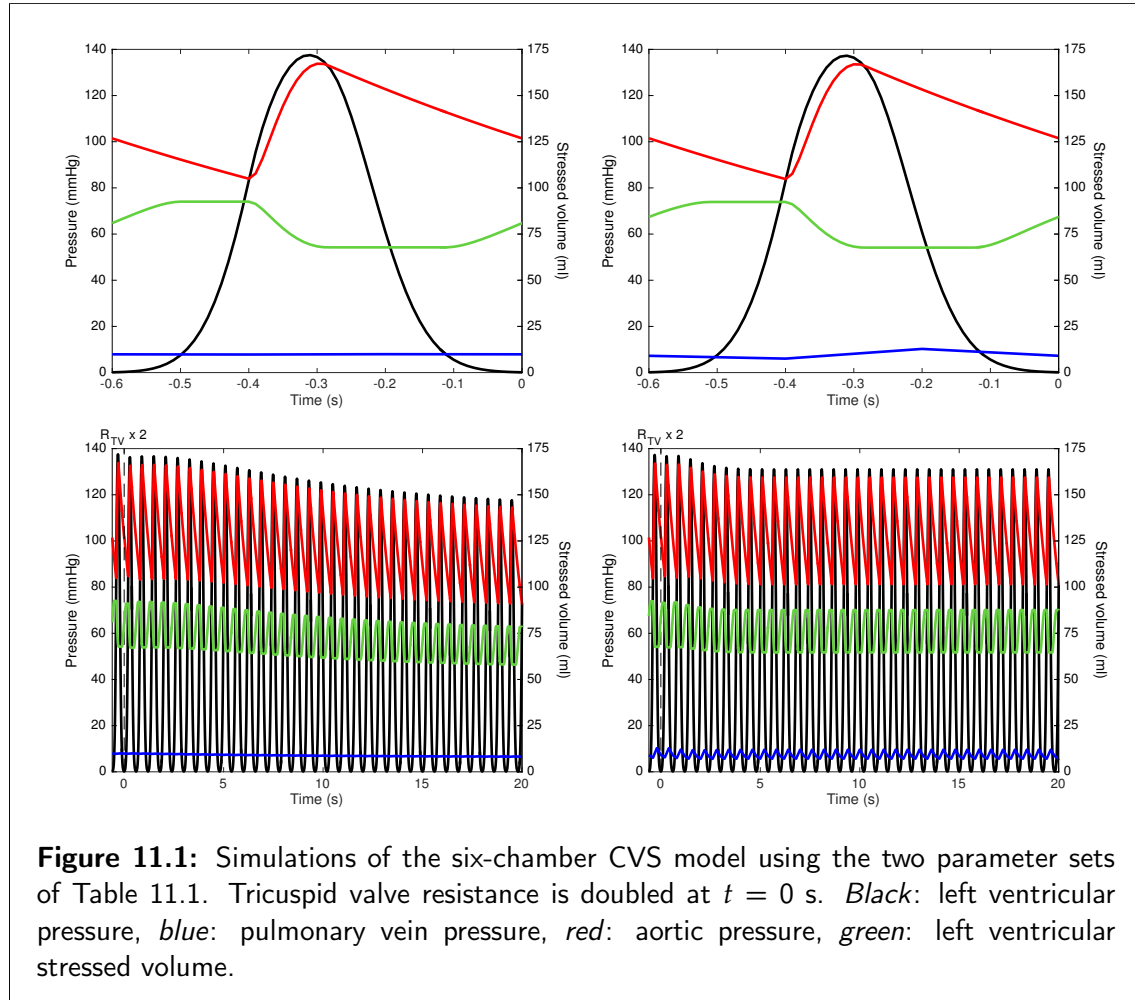 140
120
100
80
60
40
20
0
Pressure (mmHg)
175
150
125
100
75
50
25
0
Stressed volume (ml)
-0.6 -0.5 -0.4 -0.3 -0.2 -0.1 0
Time (s)
140
120
100
80
60
40
20
0
Pressure (mmHg)
175
150
125
100
75
50
25
0
Stressed volume (ml)
-0.6 -0.5 -0.4 -0.3 -0.2 -0.1 0
Time (s)
R_TV x 2
140
120
100
80
60
40
20
0
Pressure (mmHg)
175
150
125
100
75
50
25
0
Stressed volume (ml)
0 5 10 15 20
Time (s)
R_TV x 2
140
120
100
80
60
40
20
0
Pressure (mmHg)
175
150
125
100
75
50
25
0
Stressed volume (ml)
0 5 10 15 20
Time (s)
Figure 11.1: Simulations of the six-chamber CVS model using the two parameter sets
of Table 11.1. Tricuspid valve resistance is doubled at t = 0 s. Black: left ventricular
pressure, blue: pulmonary vein pressure, red: aortic pressure, green: left ventricular
stressed volume.